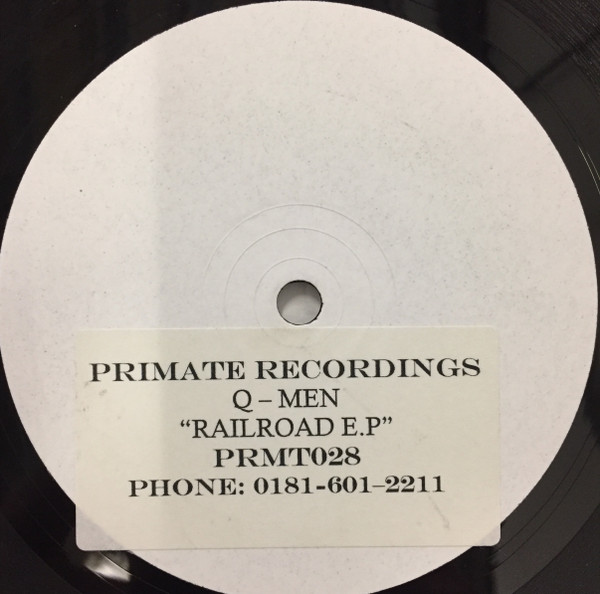 PRIMATE RECORDINGS
Q – MEN
“RAILROAD E.P”
PRMT028
PHONE: 0181-601–2211